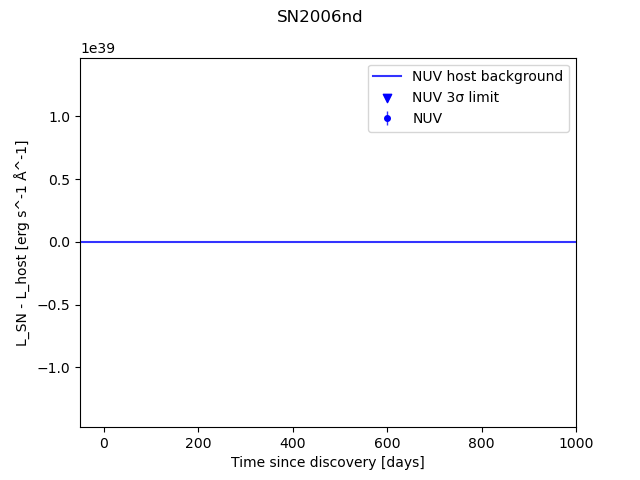 SN2006nd
1e39
NUV host background
NUV 3σ limit
NUV
1.0
0.5
0.0
−0.5
−1.0
L_SN - L_host [erg s^-1 Å^-1]
0 200 400 600 800 1000
Time since discovery [days]